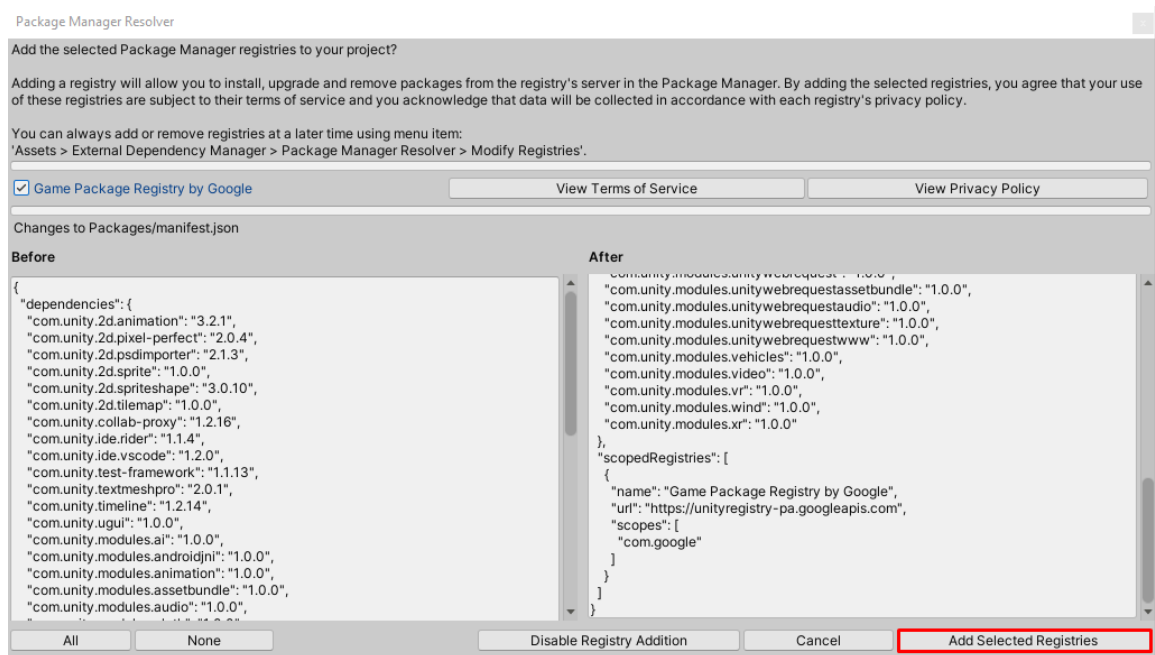 Package Manager Resolver
Add the selected Package Manager registries to your project?
Adding a registry will allow you to install, upgrade and remove packages from the registry's server in the Package Manager. By adding the selected registries, you agree that your use
of these registries are subject to their terms of service and you acknowledge that data will be collected in accordance with each registry's privacy policy.
You can always add or remove registries at a later time using menu item:
'Assets > External Dependency Manager > Package Manager Resolver > Modify Registries'.
Game Package Registry by Google
View Terms of Service
View Privacy Policy
Changes to Packages/manifest.json
Before
{
"dependencies": {
"com.unity.2d.animation": "3.2.1",
"com.unity.2d.pixel-perfect": "2.0.4",
"com.unity.2d.psdimporter": "2.1.3",
"com.unity.2d.sprite": "1.0.0",
"com.unity.2d.spriteshape": "3.0.10",
"com.unity.2d.tilemap": "1.0.0",
"com.unity.collab-proxy": "1.2.16",
"com.unity.ide.rider": "1.1.4",
"com.unity.ide.vscode": "1.2.0",
"com.unity.test-framework": "1.1.13",
"com.unity.textmeshpro": "2.0.1",
"com.unity.timeline": "1.2.14",
"com.unity.ugui": "1.0.0",
"com.unity.modules.ai": "1.0.0",
"com.unity.modules.androidjni": "1.0.0",
"com.unity.modules.animation": "1.0.0",
"com.unity.modules.assetbundle": "1.0.0",
"com.unity.modules.audio": "1.0.0",
After
"com.unity.modules.unitywebrequest": "1.0.0",
"com.unity.modules.unitywebrequestassetbundle": "1.0.0",
"com.unity.modules.unitywebrequestaudio": "1.0.0",
"com.unity.modules.unitywebrequesttexture": "1.0.0",
"com.unity.modules.unitywebrequestwww": "1.0.0",
"com.unity.modules.vehicles": "1.0.0",
"com.unity.modules.video": "1.0.0",
"com.unity.modules.vr": "1.0.0",
"com.unity.modules.wind": "1.0.0",
"com.unity.modules.xr": "1.0.0"
},
"scopedRegistries": [
{
"name": "Game Package Registry by Google",
"url": "https://unityregistry-pa.googleapis.com",
"scopes": [
"com.google"
]
}
]
}
All
None
Disable Registry Addition
Cancel
Add Selected Registries